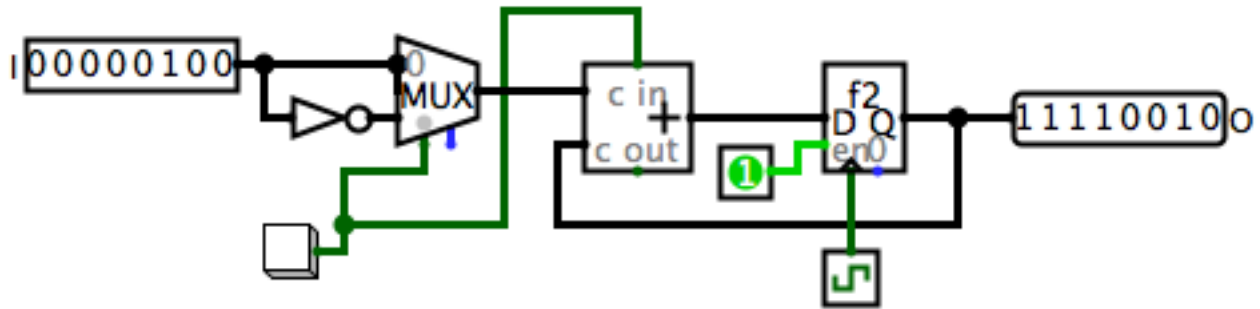 I 00000100
0
MUX
c in
+
c out
f2
D Q
en 0
1
11110010 O